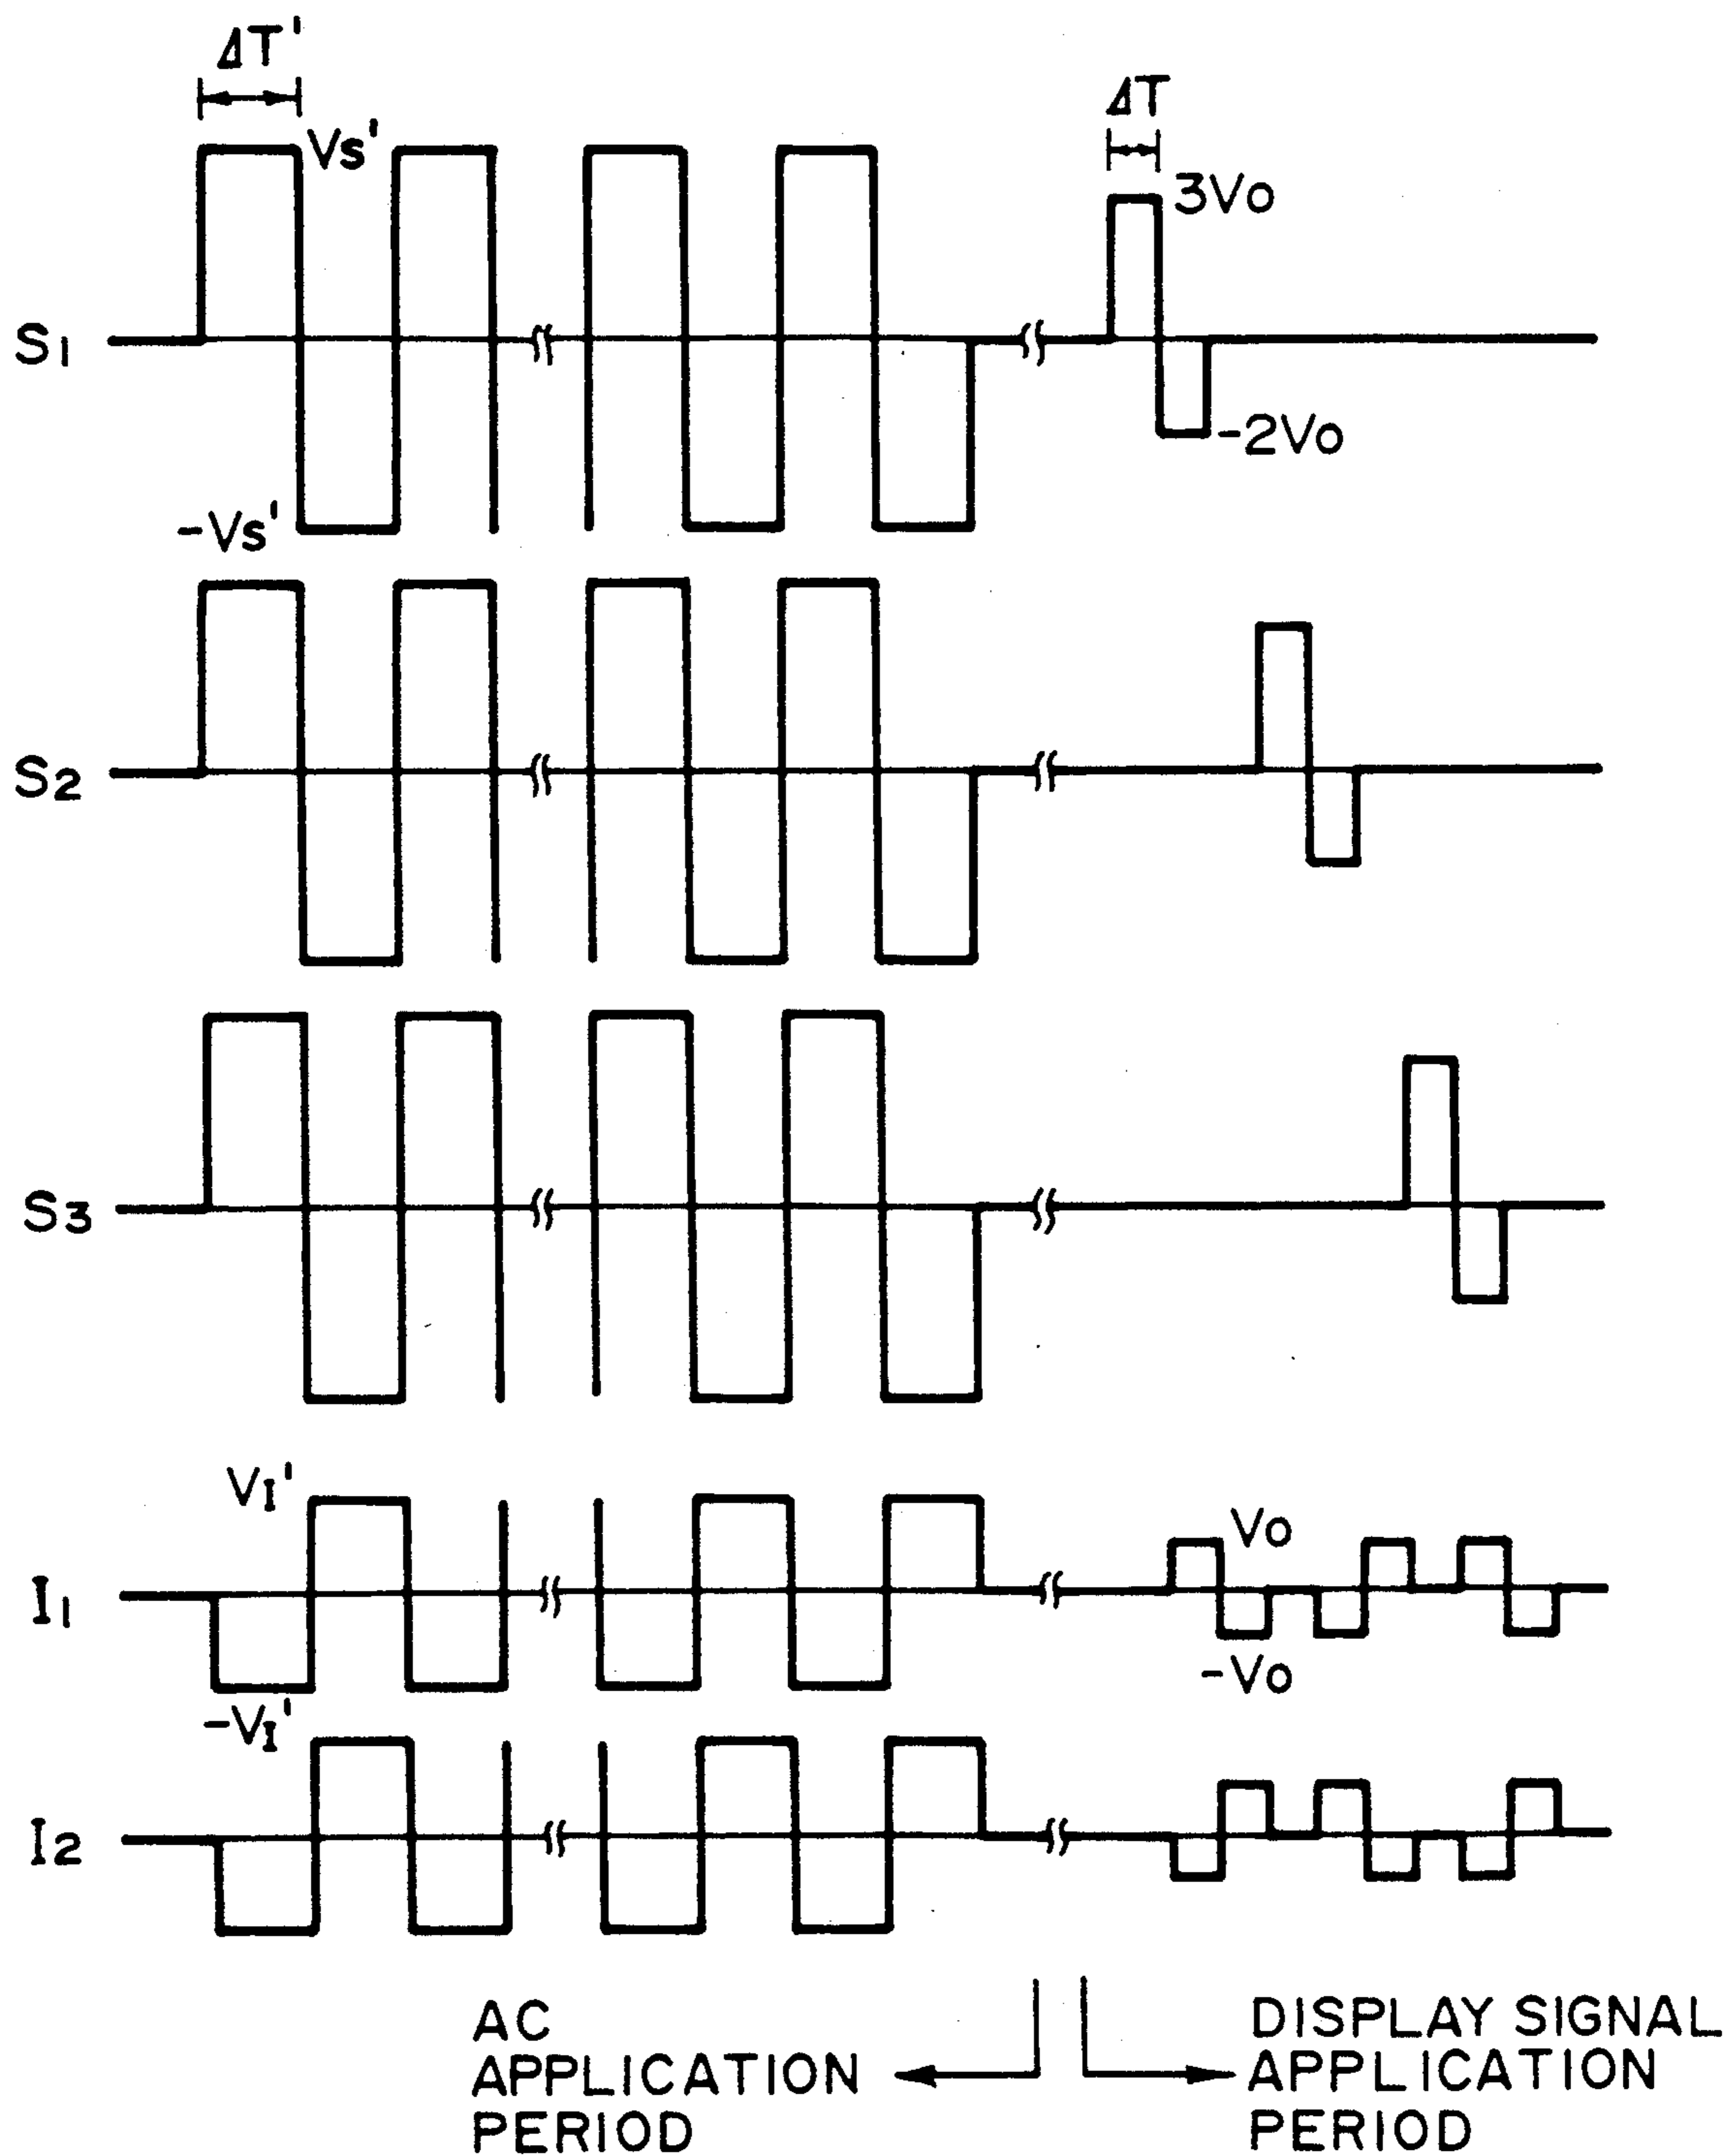 ΔT'
ΔT
Vs'
3Vo
S1
-2Vo
-Vs'
S2
S3
VI'
Vo
I1
-Vo
-VI'
I2
AC
APPLICATION
PERIOD
DISPLAY SIGNAL
APPLICATION
PERIOD